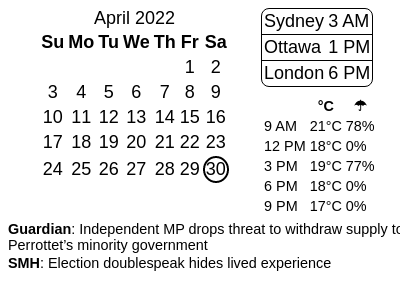 April 2022
Su Mo Tu We Th Fr Sa
1 2
3 4 5 6 7 8 9
10 11 12 13 14 15 16
17 18 19 20 21 22 23
24 25 26 27 28 29 30
Sydney 3 AM
Ottawa 1 PM
London 6 PM
°C ☂
9 AM 21°C 78%
12 PM 18°C 0%
3 PM 19°C 77%
6 PM 18°C 0%
9 PM 17°C 0%
Guardian: Independent MP drops threat to withdraw supply to
Perrottet's minority government
SMH: Election doublespeak hides lived experience